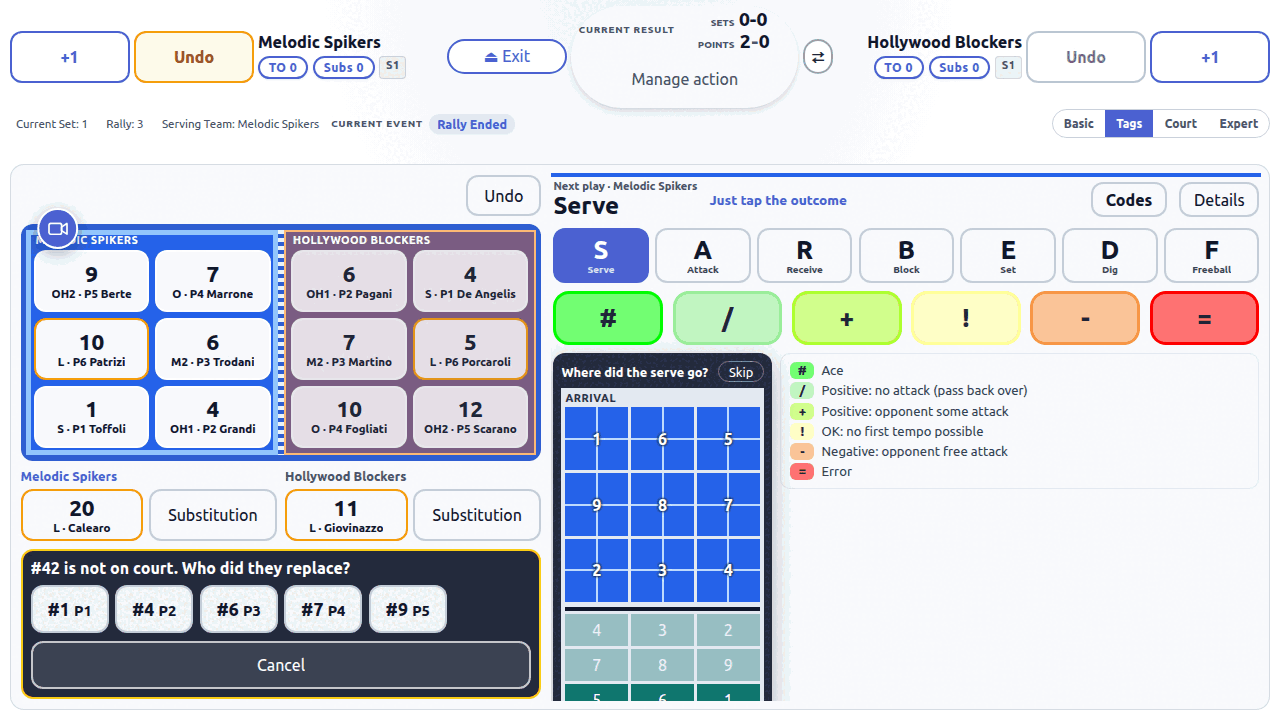 +1
Undo
Melodic Spikers
TO 0
Subs 0
S1
⏏ Exit
CURRENT RESULT
SETS 0-0
POINTS 2-0
Manage action
⇄
Hollywood Blockers
TO 0
Subs 0
S1
Undo
+1
Current Set: 1
Rally: 3
Serving Team: Melodic Spikers
CURRENT EVENT
Rally Ended
Basic
Tags
Court
Expert
Undo
SPIKERS
9
OH2 · P5 Berte
7
O · P4 Marrone
10
L · P6 Patrizi
6
M2 · P3 Trodani
1
S · P1 Toffoli
4
OH1 · P2 Grandi
HOLLYWOOD BLOCKERS
6
OH1 · P2 Pagani
4
S · P1 De Angelis
7
M2 · P3 Martino
5
L · P6 Porcaroli
10
O · P4 Fogliati
12
OH2 · P5 Scarano
Melodic Spikers
20
L · Calearo
Substitution
Hollywood Blockers
11
L · Giovinazzo
Substitution
#42 is not on court. Who did they replace?
#1 P1
#4 P2
#6 P3
#7 P4
#9 P5
Cancel
Next play · Melodic Spikers
Serve
Just tap the outcome
Codes
Details
S
Serve
A
Attack
R
Receive
B
Block
E
Set
D
Dig
F
Freeball
#
/
+
!
-
=
Where did the serve go?
Skip
ARRIVAL
1 6 5
9 8 7
2 3 4
4 3 2
7 8 9
5 6 1
# Ace
/ Positive: no attack (pass back over)
+ Positive: opponent some attack
! OK: no first tempo possible
- Negative: opponent free attack
= Error